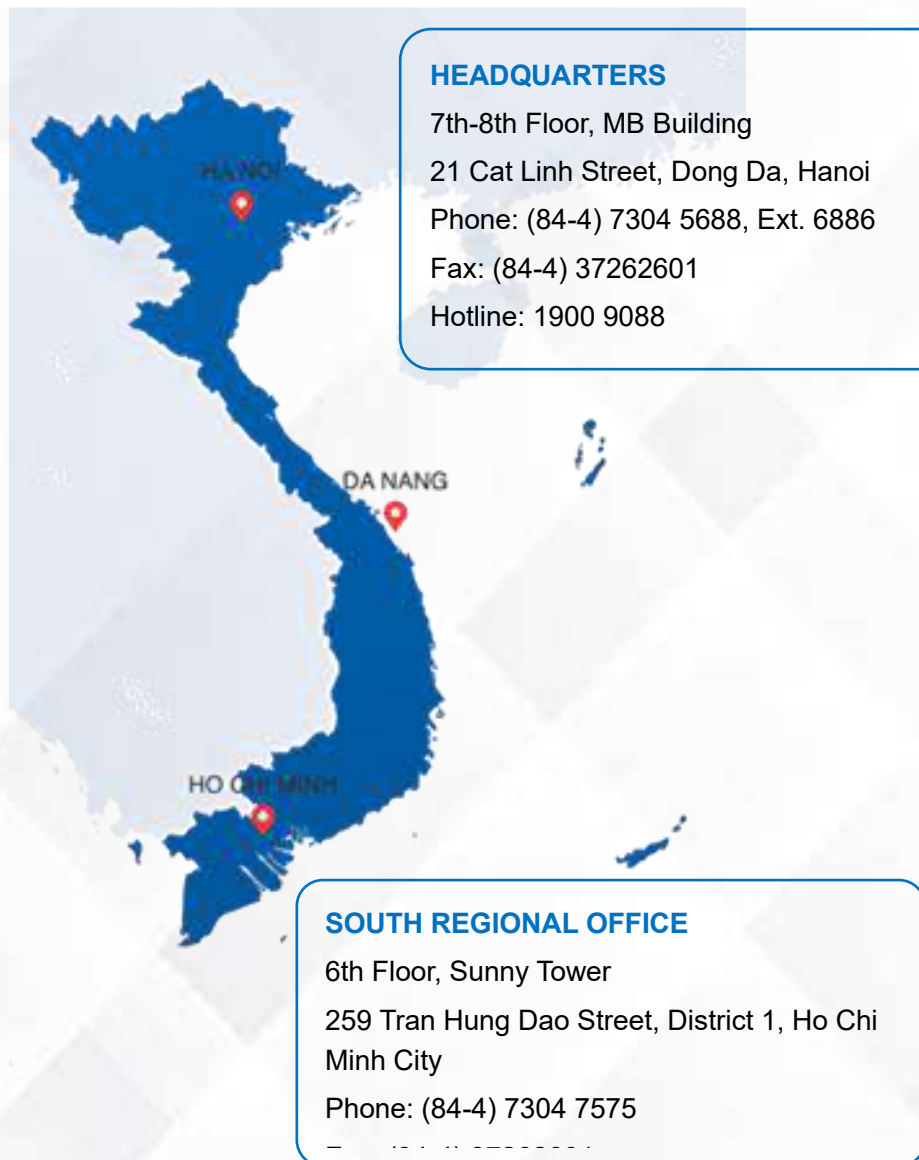 HEADQUARTERS
7th-8th Floor, MB Building
21 Cat Linh Street, Dong Da, Hanoi
Phone: (84-4) 7304 5688, Ext. 6886
Fax: (84-4) 37262601
Hotline: 1900 9088
HA NOI
DA NANG
HO CHI MINH
SOUTH REGIONAL OFFICE
6th Floor, Sunny Tower
259 Tran Hung Dao Street, District 1, Ho Chi
Minh City
Phone: (84-4) 7304 7575